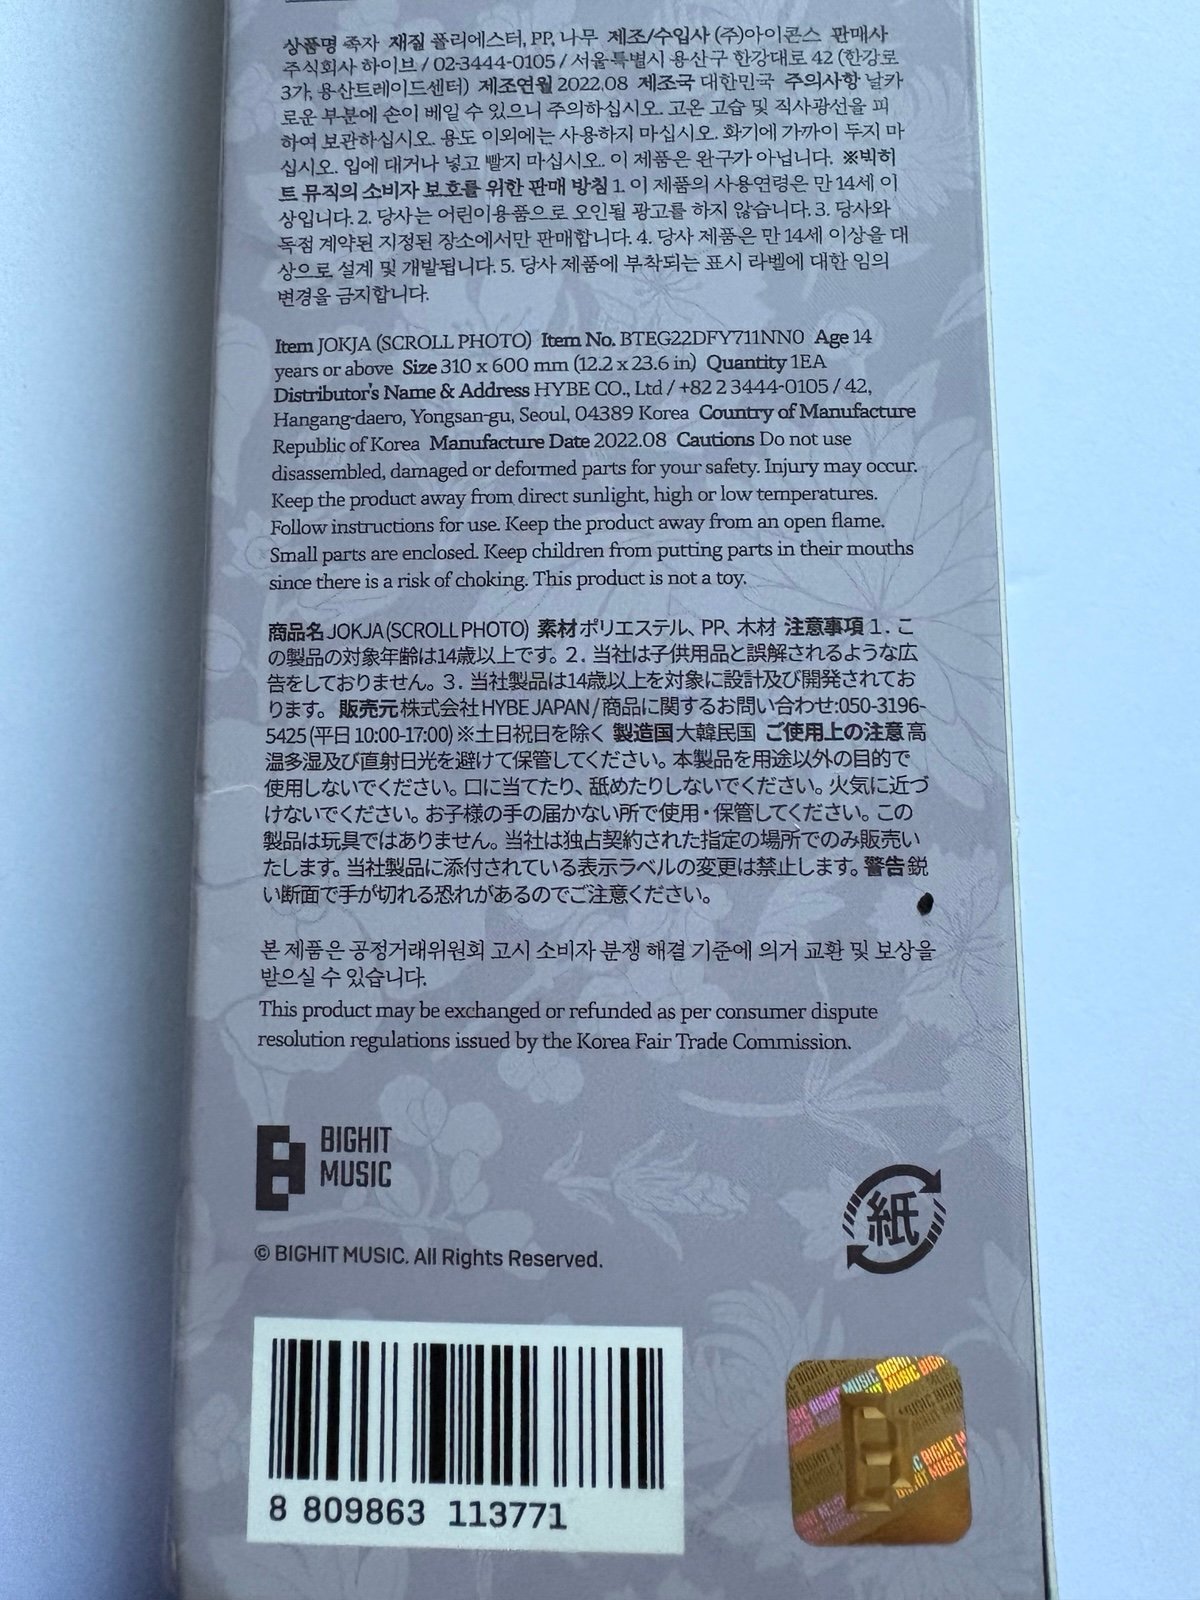 상품명 족자 재질 폴리에스터, PP, 나무 제조/수입사 (주)아이콘스 판매사
주식회사 하이브 / 02-3444-0105 / 서울특별시 용산구 한강대로 42 (한강로
3가, 용산트레이드센터) 제조연월 2022.08 제조국 대한민국 주의사항 날카
로운 부분에 손이 베일 수 있으니 주의하십시오. 고온 고습 및 직사광선을 피
하여 보관하십시오. 용도 이외에는 사용하지 마십시오. 화기에 가까이 두지 마
십시오. 입에 대거나 넣고 빨지 마십시오. 이 제품은 완구가 아닙니다. ※빅히
트 뮤직의 소비자 보호를 위한 판매 방침 1. 이 제품의 사용연령은 만 14세 이
상입니다. 2. 당사는 어린이용품으로 오인될 광고를 하지 않습니다. 3. 당사와
독점 계약된 지정된 장소에서만 판매합니다. 4. 당사 제품은 만 14세 이상을 대
상으로 설계 및 개발됩니다. 5. 당사 제품에 부착되는 표시 라벨에 대한 임의
변경을 금지합니다.
Item JOKJA (SCROLL PHOTO) Item No. BTEG22DFY711NN0 Age 14
years or above Size 310 x 600 mm (12.2 x 23.6 in) Quantity 1EA
Distributor's Name & Address HYBE CO., Ltd / +82 2 3444-0105 / 42,
Hangang-daero, Yongsan-gu, Seoul, 04389 Korea Country of Manufacture
Republic of Korea Manufacture Date 2022.08 Cautions Do not use
disassembled, damaged or deformed parts for your safety. Injury may occur.
Keep the product away from direct sunlight, high or low temperatures.
Follow instructions for use. Keep the product away from an open flame.
Small parts are enclosed. Keep children from putting parts in their mouths
since there is a risk of choking. This product is not a toy.
商品名 JOKJA (SCROLL PHOTO) 素材 ポリエステル、PP、木材 注意事項 1. こ
の製品の対象年齢は14歳以上です。2. 当社は子供用品と誤解されるような広
告をしておりません。3. 当社製品は14歳以上を対象に設計及び開発されてお
ります。 販売元 株式会社 HYBE JAPAN / 商品に関するお問い合わせ:050-3196-
5425 (平日 10:00-17:00) ※土日祝日を除く 製造国 大韓民国 ご使用上の注意 高
温多湿及び直射日光を避けて保管してください。本製品を用途以外の目的で
使用しないでください。口に当てたり、舐めたりしないでください。火気に近づ
けないでください。お子様の手の届かない所で使用・保管してください。この
製品は玩具ではありません。当社は独占契約された指定の場所でのみ販売い
たします。当社製品に添付されている表示ラベルの変更は禁止します。警告 鋭
い断面で手が切れる恐れがあるのでご注意ください。
본 제품은 공정거래위원회 고시 소비자 분쟁 해결 기준에 의거 교환 및 보상을
받으실 수 있습니다.
This product may be exchanged or refunded as per consumer dispute
resolution regulations issued by the Korea Fair Trade Commission.
BIGHIT
MUSIC
紙
© BIGHIT MUSIC. All Rights Reserved.
MUSIC BIGHIT
BIGHIT MUSIC
8 809863 113771